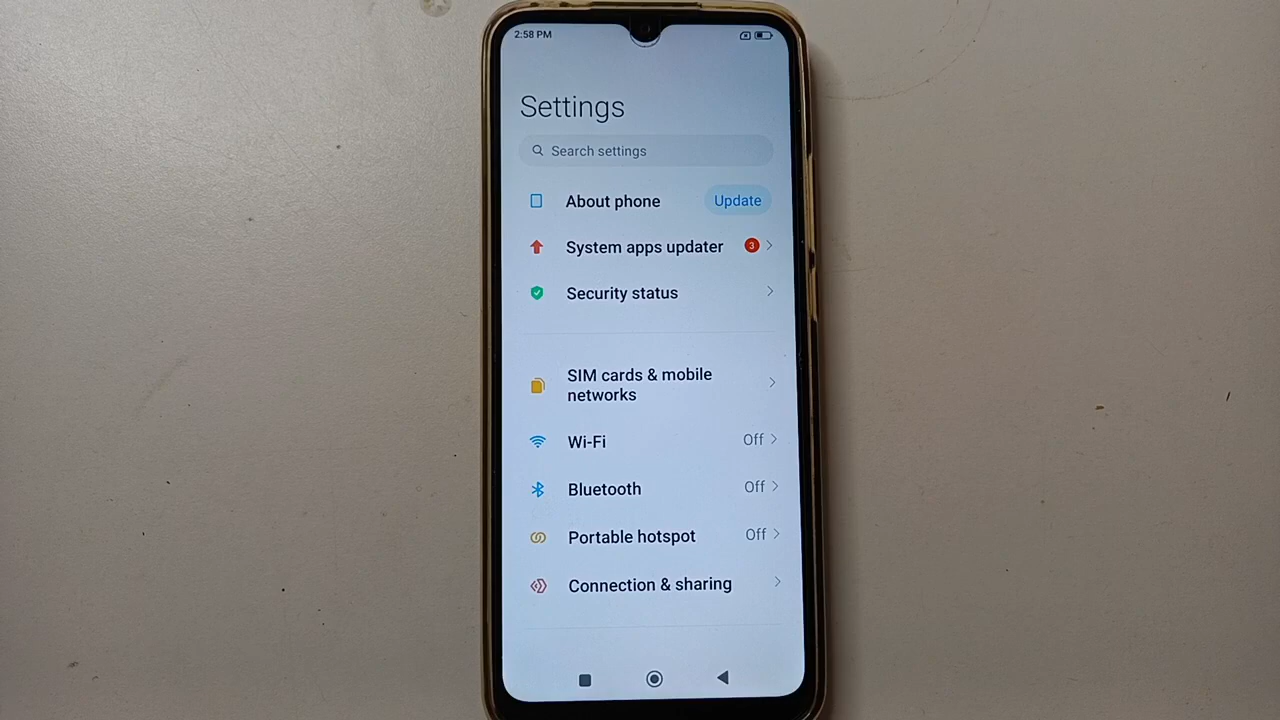 2:58 PM
Settings
Search settings
About phone
Update
System apps updater
3
Security status
SIM cards & mobile
networks
Wi-Fi
Off
Bluetooth
Off
Portable hotspot
Off
Connection & sharing